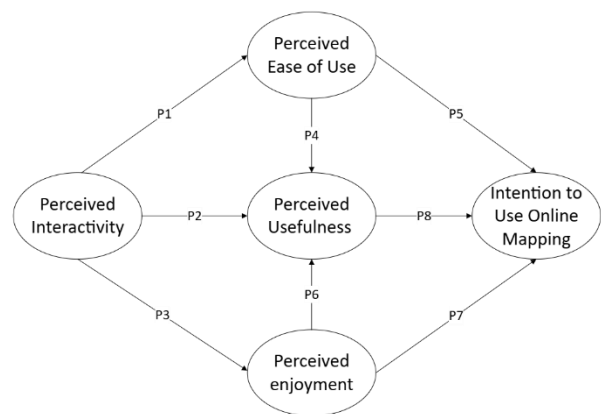 Perceived
Ease of Use
P1
P4
P5
Perceived
Interactivity
P2
Perceived
Usefulness
P8
Intention to
Use Online
Mapping
P3
P6
P7
Perceived
enjoyment